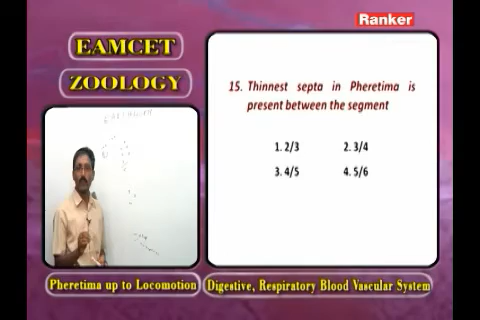 Ranker
EAMCET
ZOOLOGY
15. Thinnest septa in Pheretima is
present between the segment
1. 2/3 2. 3/4
3. 4/5 4. 5/6
Pheretima up to Locomotion
Digestive, Respiratory Blood Vascular System